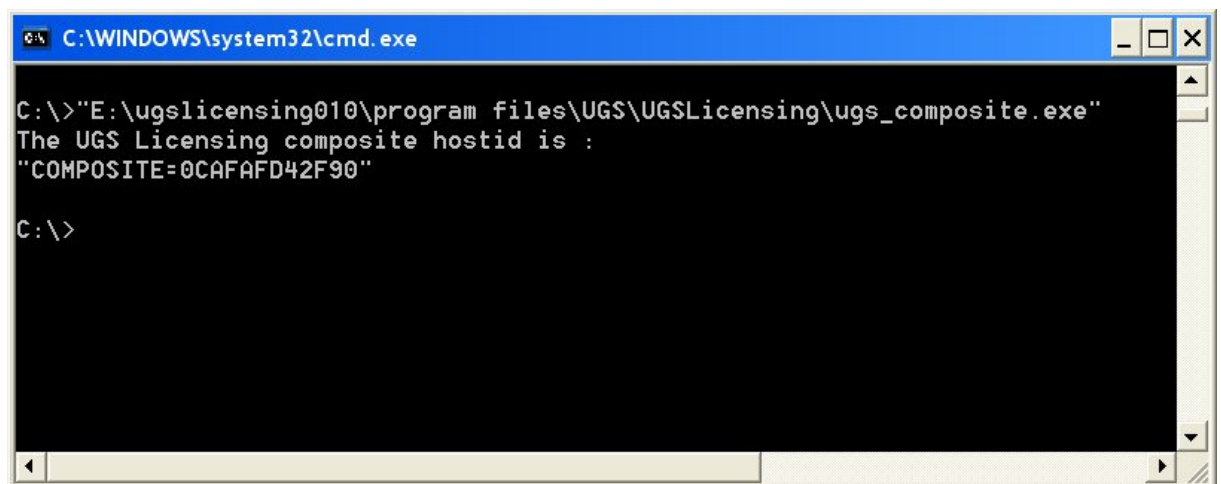 C:\WINDOWS\system32\cmd.exe
C:\>"E:\ugslicensing010\program files\UGS\UGSLicensing\ugs_composite.exe"
The UGS Licensing composite hostid is :
"COMPOSITE=0CAFAFD42F90"
C:\>